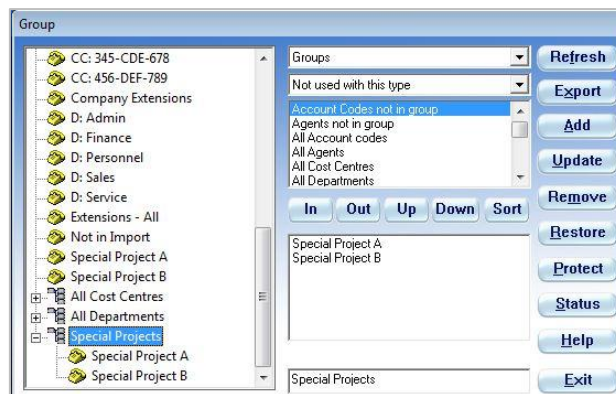 Group
CC: 345-CDE-678
CC: 456-DEF-789
Company Extensions
D: Admin
D: Finance
D: Personnel
D: Sales
D: Service
Extensions - All
Not in Import
Special Project A
Special Project B
All Cost Centres
All Departments
Special Projects
Special Project A
Special Project B
Groups
Not used with this type
Account Codes not in group
Agents not in group
All Account codes
All Agents
All Cost Centres
All Departments
In Out Up Down Sort
Special Project A
Special Project B
Special Projects
Refresh
Export
Add
Update
Remove
Restore
Protect
Status
Help
Exit